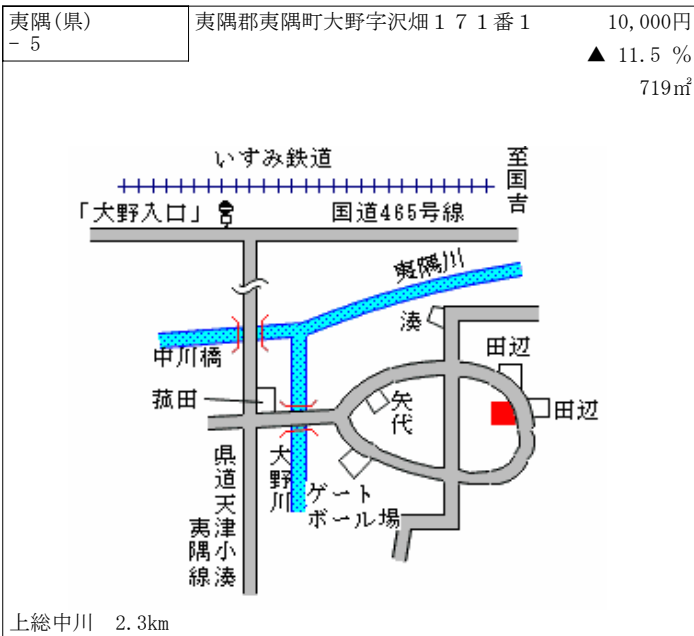 夷隅(県)
− 5
夷隅郡夷隅町大野字沢畑１７１番1
10,000円
▲ 11.5 %
719㎡
いすみ鉄道
至国吉
「大野入口」
国道465号線
夷隅川
湊
中川橋
田辺
菰田
矢代
田辺
大野川
県道天津小湊夷隅線
ゲート
ボール場
上総中川 2.3km